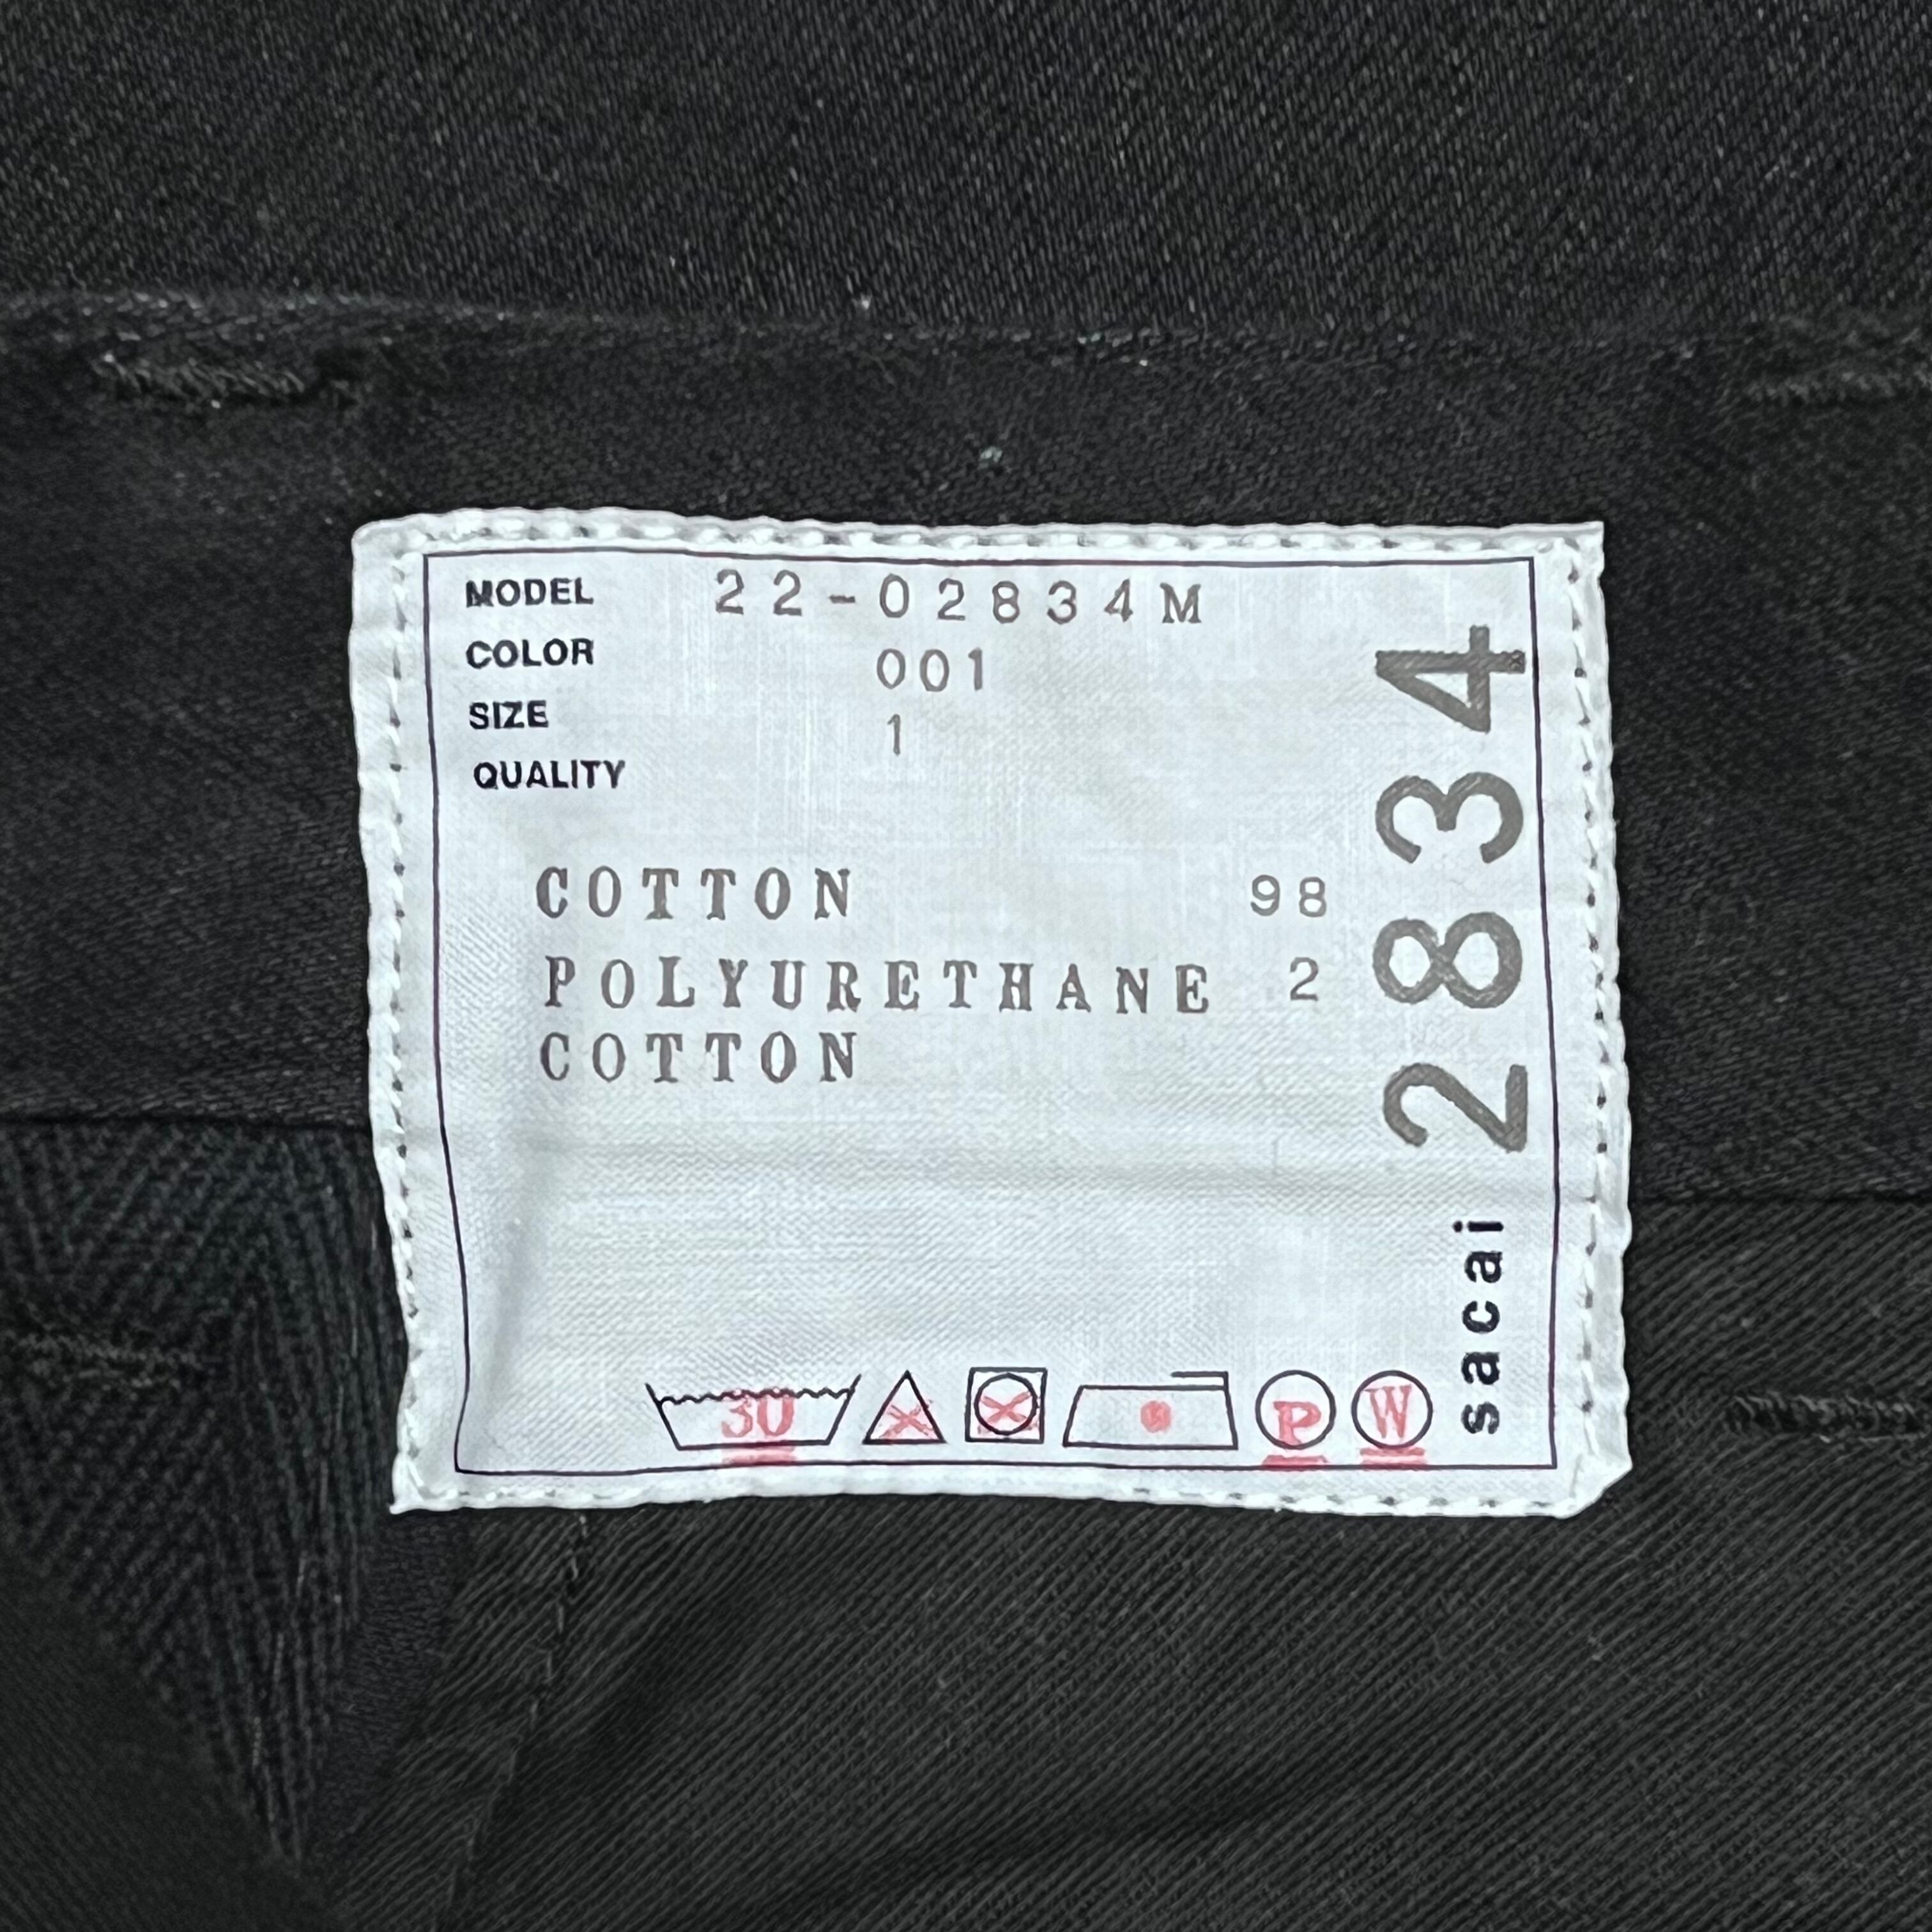 MODEL 22-02834M
COLOR 001
SIZE 1
QUALITY
COTTON 98
POLYURETHANE 2
COTTON
30
P
W
sacai 2834